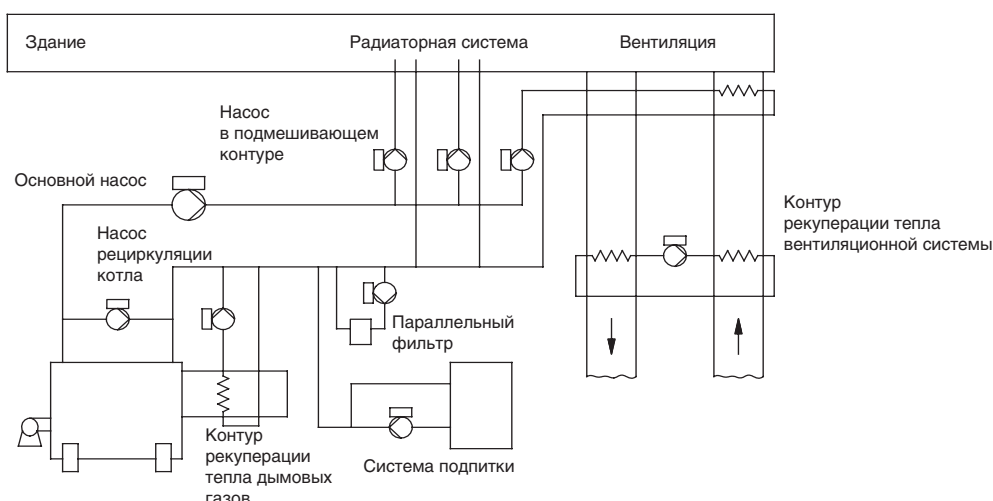 Здание
Радиаторная система
Вентиляция
Насос
в подмешивающем
контуре
Основной насос
Насос
рециркуляции
котла
Контур
рекуперации тепла
вентиляционной системы
Параллельный
фильтр
Контур
рекуперации
тепла дымовых
газов
Система подпитки